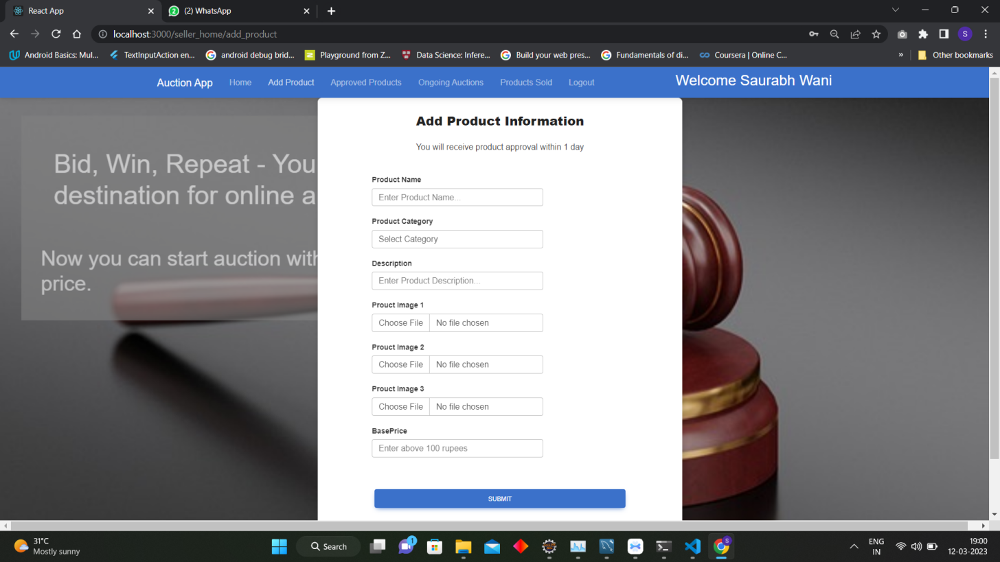 React App
(2) WhatsApp
localhost:3000/seller_home/add_product
S
Android Basics: Mul...
TextInputAction en...
android debug brid...
Playground from Z...
Data Science: Infere...
Build your web pres...
Fundamentals of di...
Coursera | Online C...
»
Other bookmarks
Auction App
Home
Add Product
Approved Products
Ongoing Auctions
Products Sold
Logout
Welcome Saurabh Wani
Bid, Win, Repeat - You
destination for online a
Now you can start auction with
price.
Add Product Information
You will receive product approval within 1 day
Product Name
Enter Product Name...
Product Category
Select Category
Description
Enter Product Description...
Prouct Image 1
Choose File No file chosen
Prouct Image 2
Choose File No file chosen
Prouct Image 3
Choose File No file chosen
BasePrice
Enter above 100 rupees
SUBMIT
31°C
Mostly sunny
Search
1
S
ENG
IN
19:00
12-03-2023